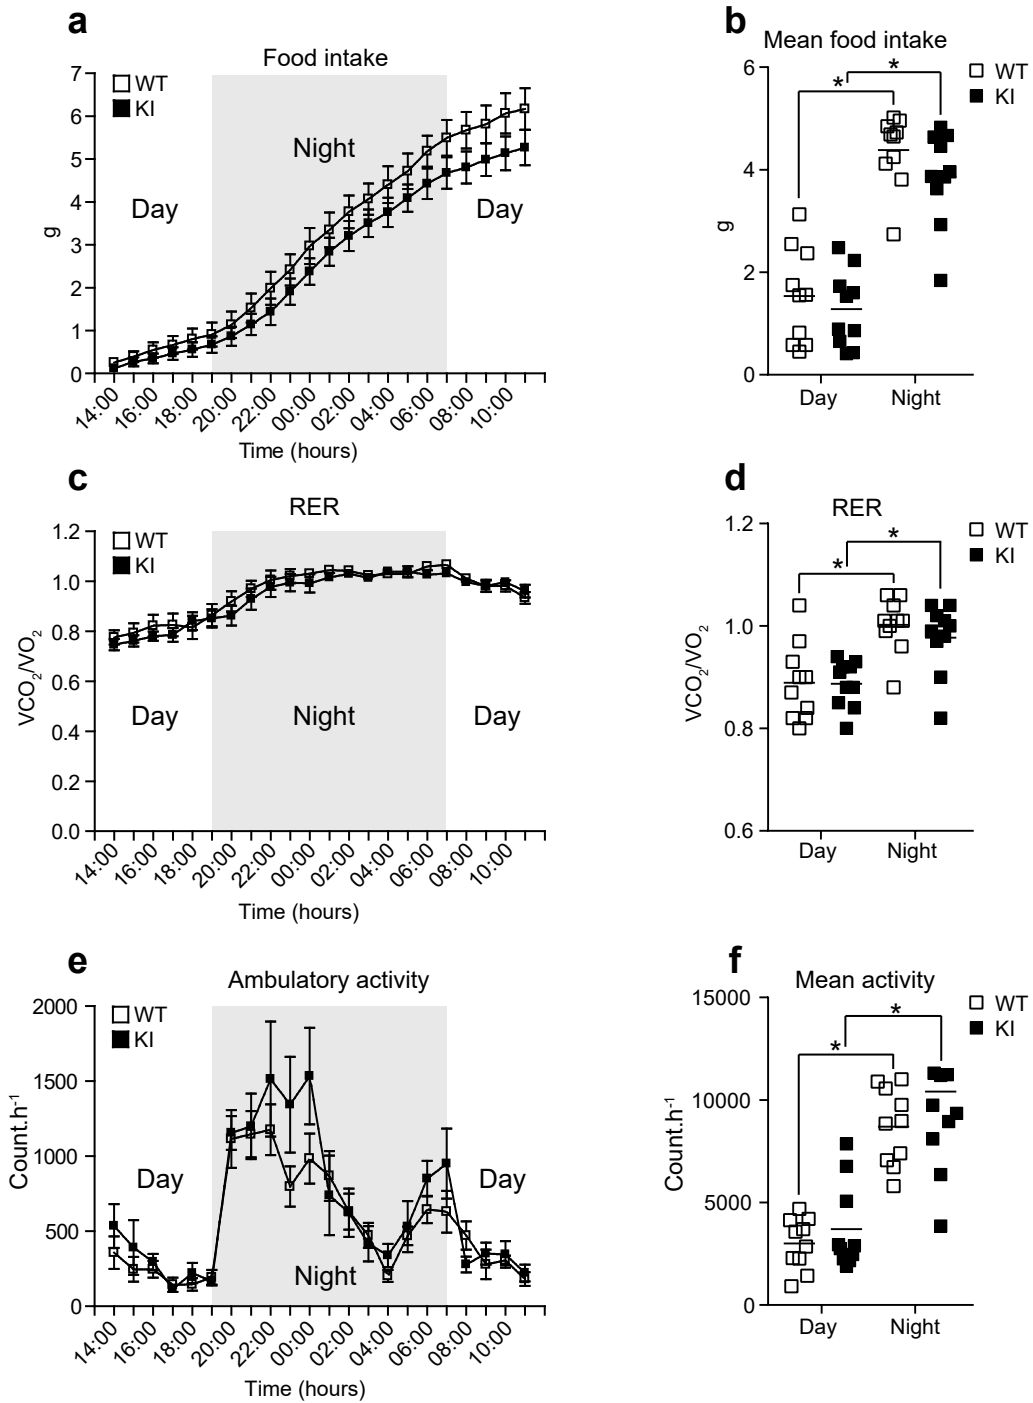 a
Food intake
WT
KI
Night
Day
Day
g
7
6
5
4
3
2
1
0
14:00 16:00 18:00 20:00 22:00 00:00 02:00 04:00 06:00 08:00 10:00
Time (hours)
b
Mean food intake
WT
KI
*
*
g
6
4
2
0
Day Night
c
RER
WT
KI
VCO2/VO2
1.2
1.0
0.8
0.6
0.4
0.2
0.0
Day Night Day
14:00 16:00 18:00 20:00 22:00 00:00 02:00 04:00 06:00 08:00 10:00
Time (hours)
d
RER
WT
KI
*
*
VCO2/VO2
1.2
1.0
0.8
0.6
Day Night
e
Ambulatory activity
WT
KI
Count.h-1
2000
1500
1000
500
0
Day
Day
Night
14:00 16:00 18:00 20:00 22:00 00:00 02:00 04:00 06:00 08:00 10:00
Time (hours)
f
Mean activity
WT
KI
*
*
Count.h-1
15000
10000
5000
0
Day Night